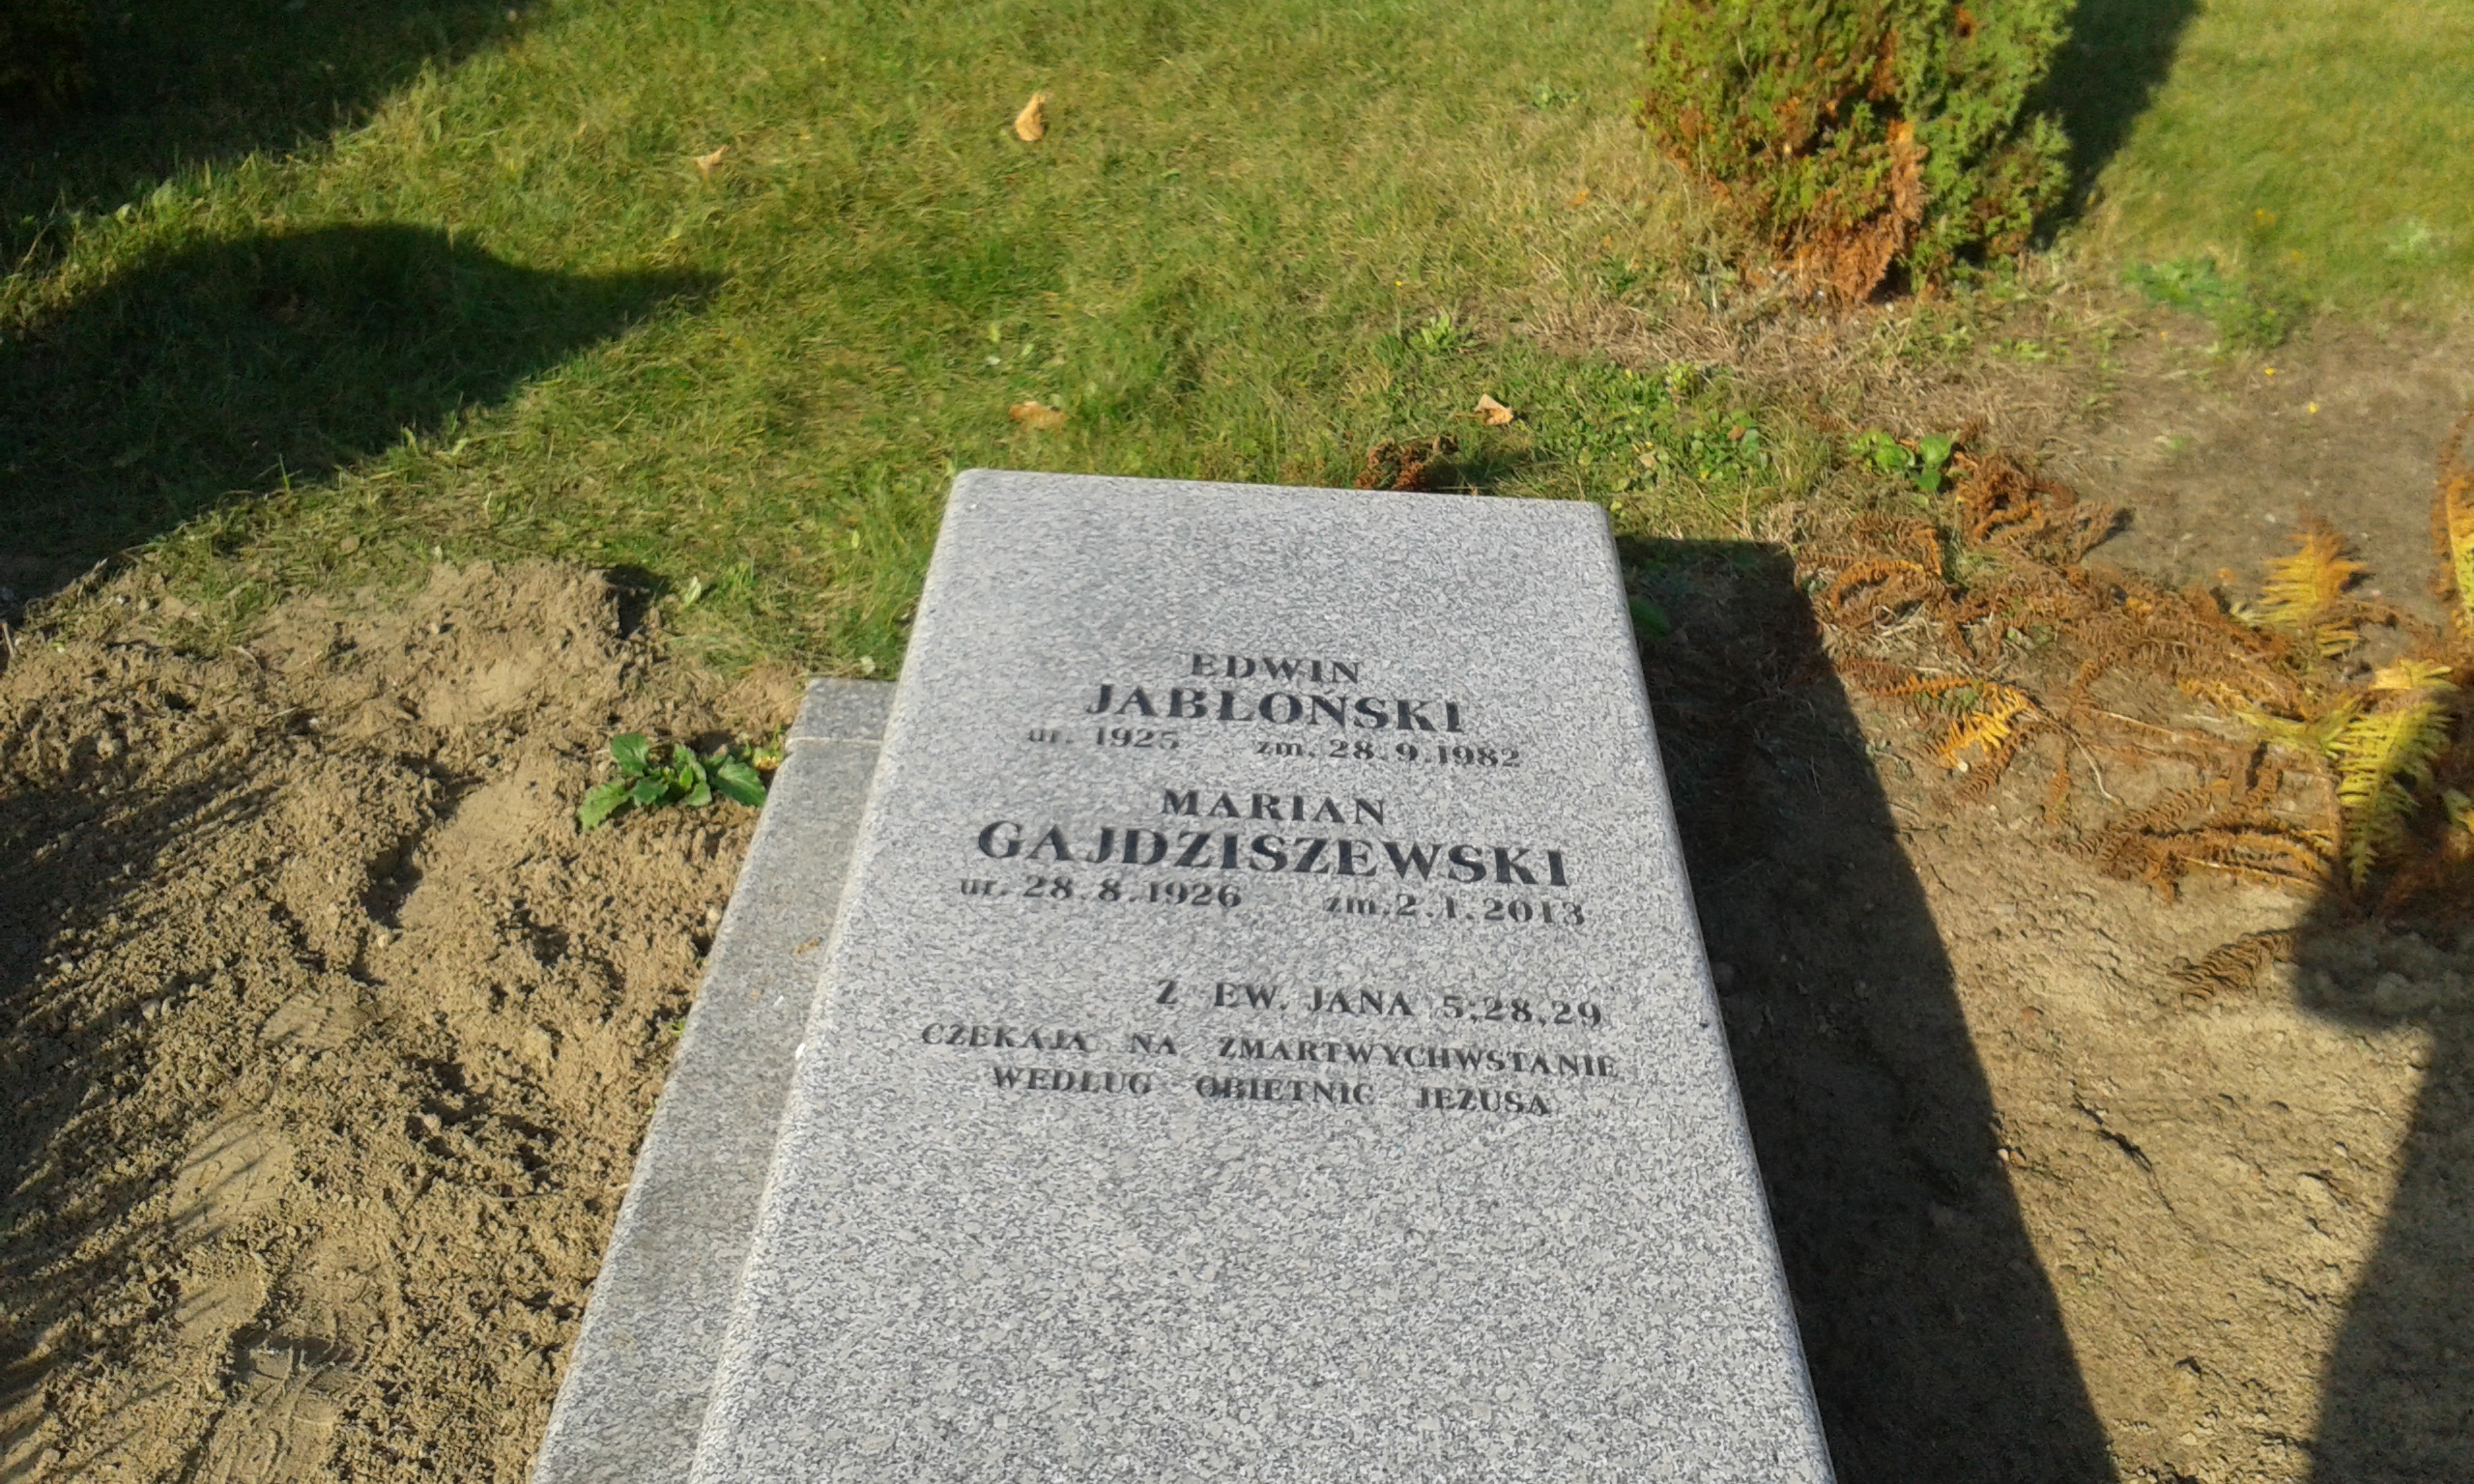 EDWIN
JABŁOŃSKI
ur. 1925 zm. 28.9.1982
MARIAN
GAJDZISZEWSKI
ur. 28.8.1926 zm. 2.1.2013
Z EW. JANA 5;28,29
CZEKAJĄ NA ZMARTWYCHWSTANIE
WEDŁUG OBIETNIC JEZUSA